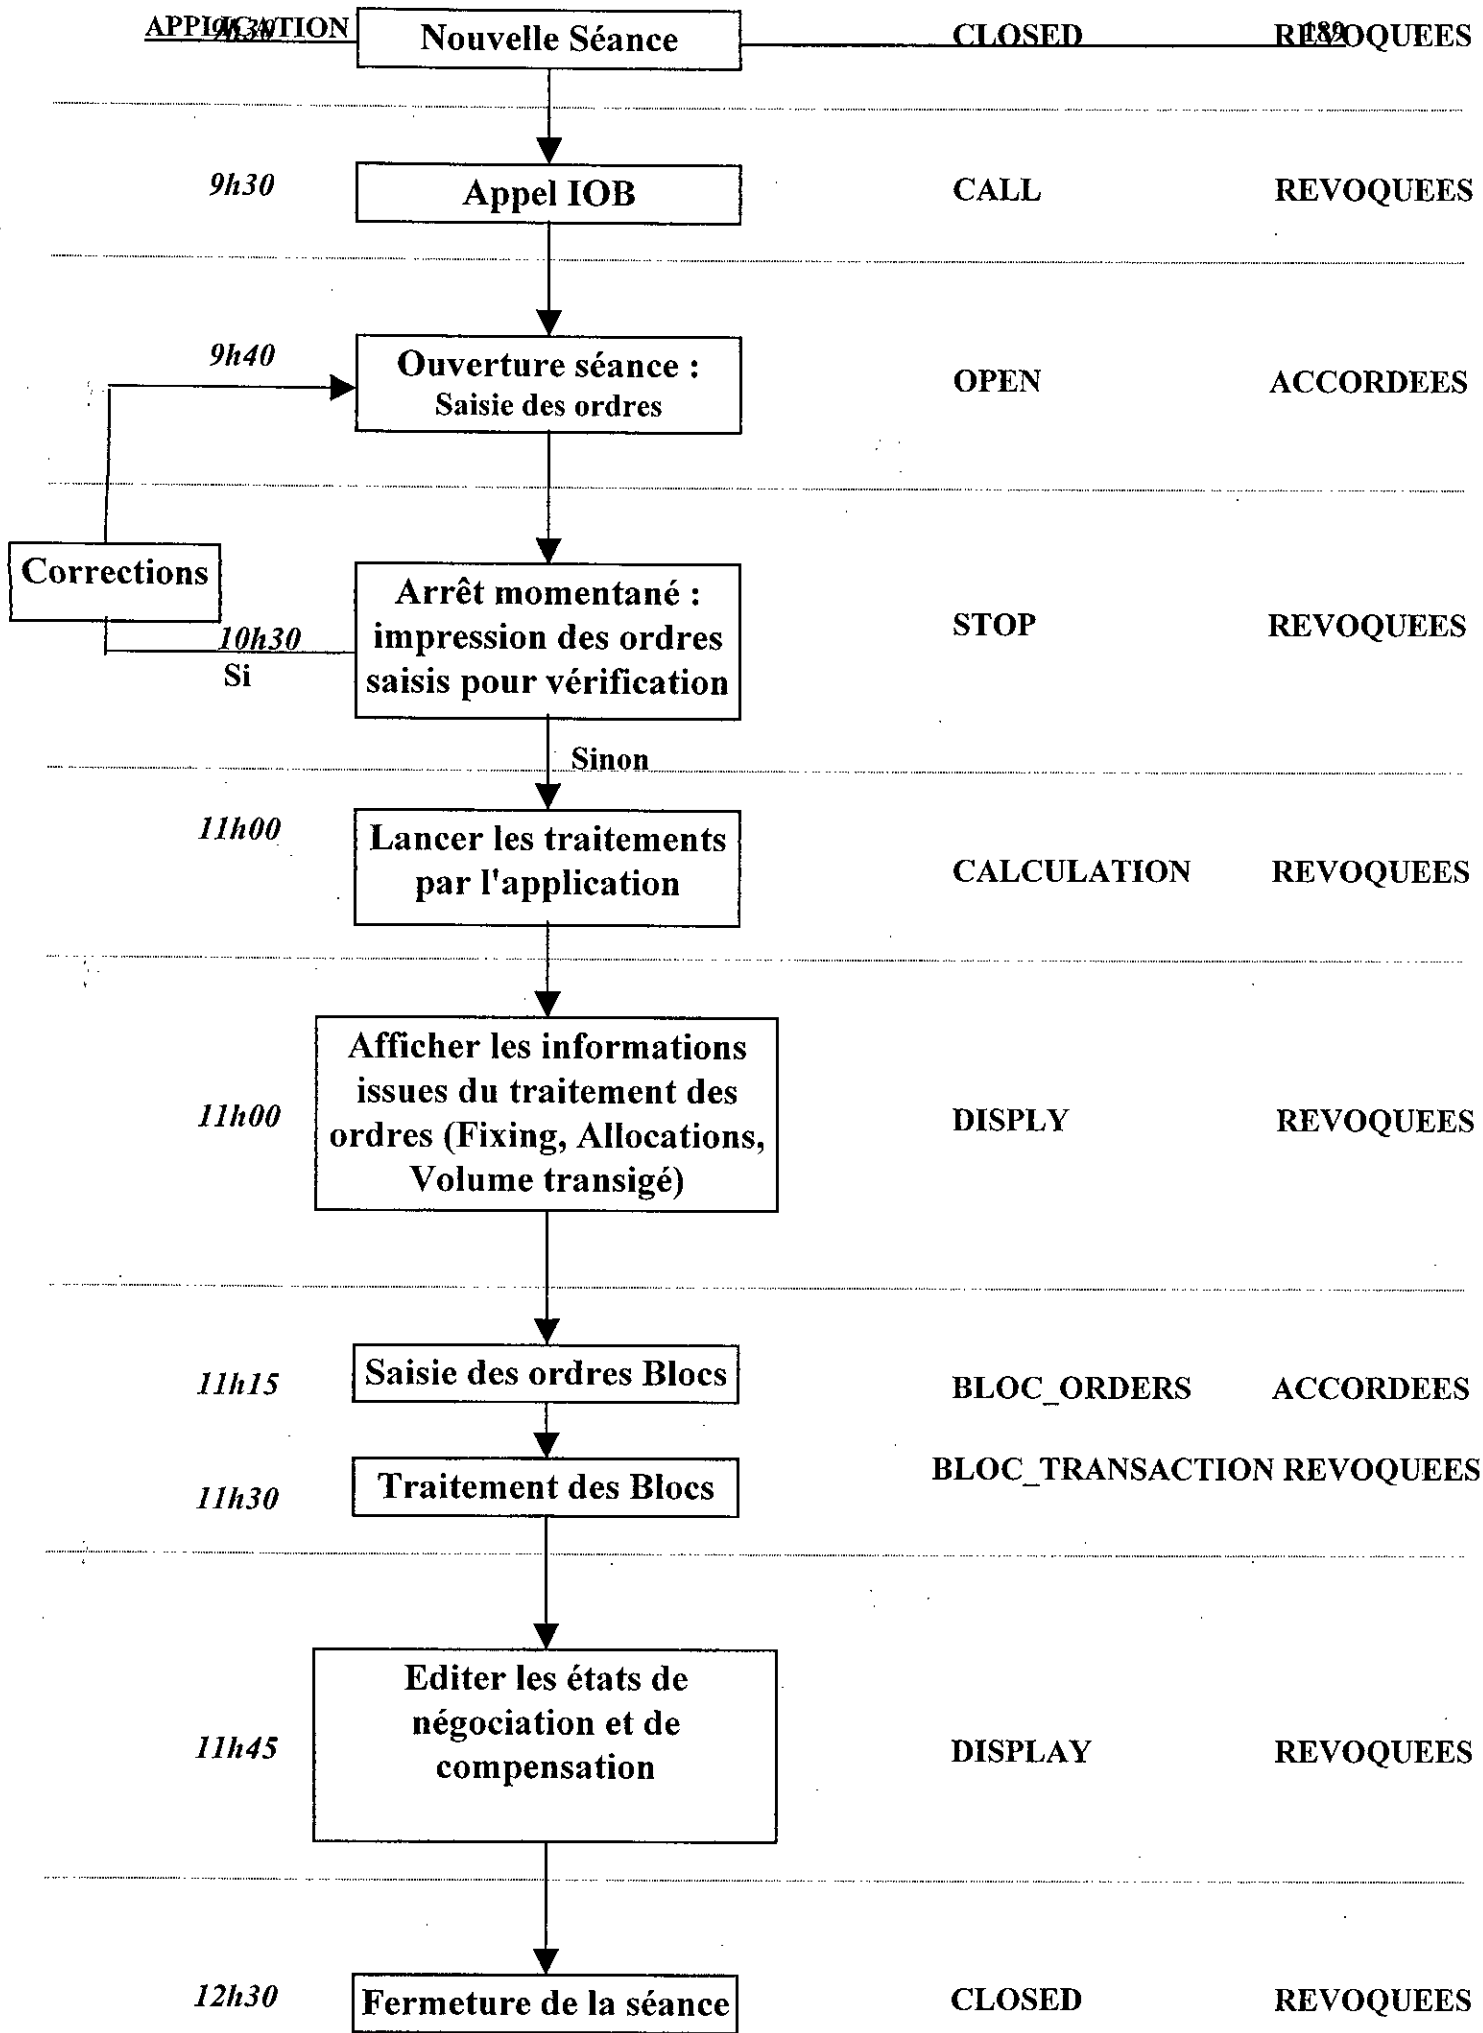 APPLICATION 189
9h30 Nouvelle Séance CLOSED REVOQUEES
9h30 Appel IOB CALL REVOQUEES
9h40 Ouverture séance : OPEN ACCORDEES
Saisie des ordres
Corrections
10h30 Arrêt momentané : STOP REVOQUEES
impression des ordres
saisis pour vérification
Si
Sinon
11h00 Lancer les traitements CALCULATION REVOQUEES
par l'application
11h00 Afficher les informations DISPLY REVOQUEES
issues du traitement des
ordres (Fixing, Allocations,
Volume transigé)
11h15 Saisie des ordres Blocs BLOC_ORDERS ACCORDEES
11h30 Traitement des Blocs BLOC_TRANSACTION REVOQUEES
11h45 Editer les états de DISPLAY REVOQUEES
négociation et de
compensation
12h30 Fermeture de la séance CLOSED REVOQUEES